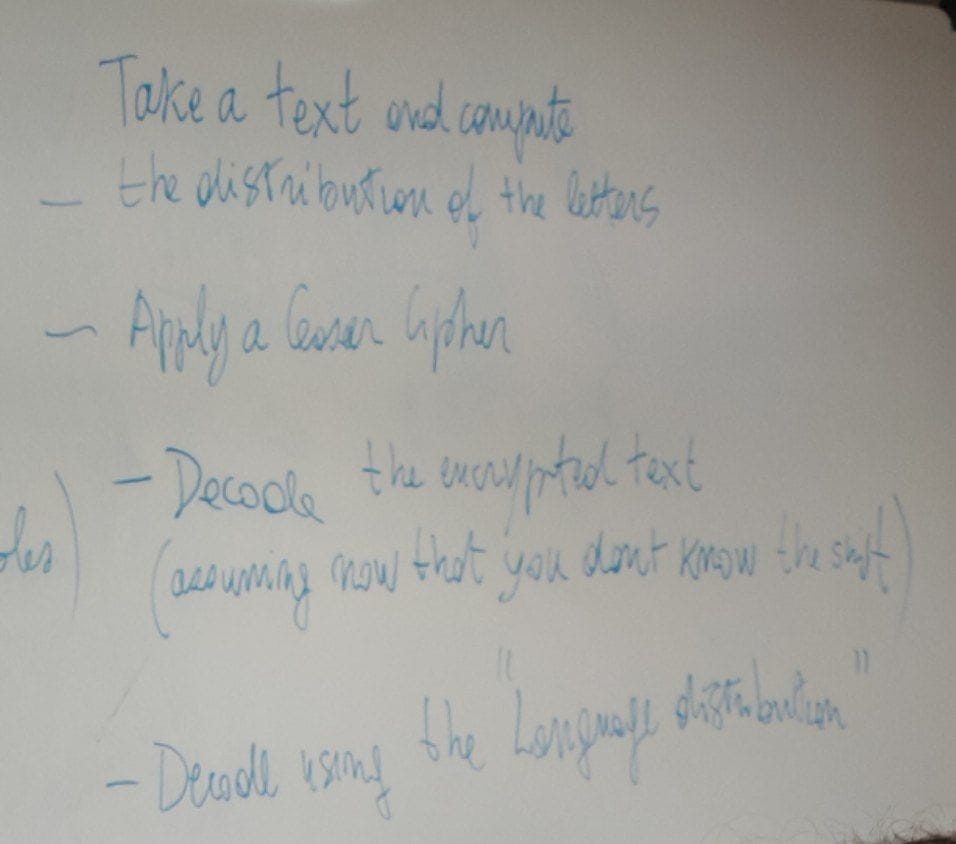 Take a text and compute
— the distribution of the letters
— Apply a Ceaser Cipher
— Decode the encrypted text
(assuming now that you dont know the shift)
— Decode using the "Language distribution"